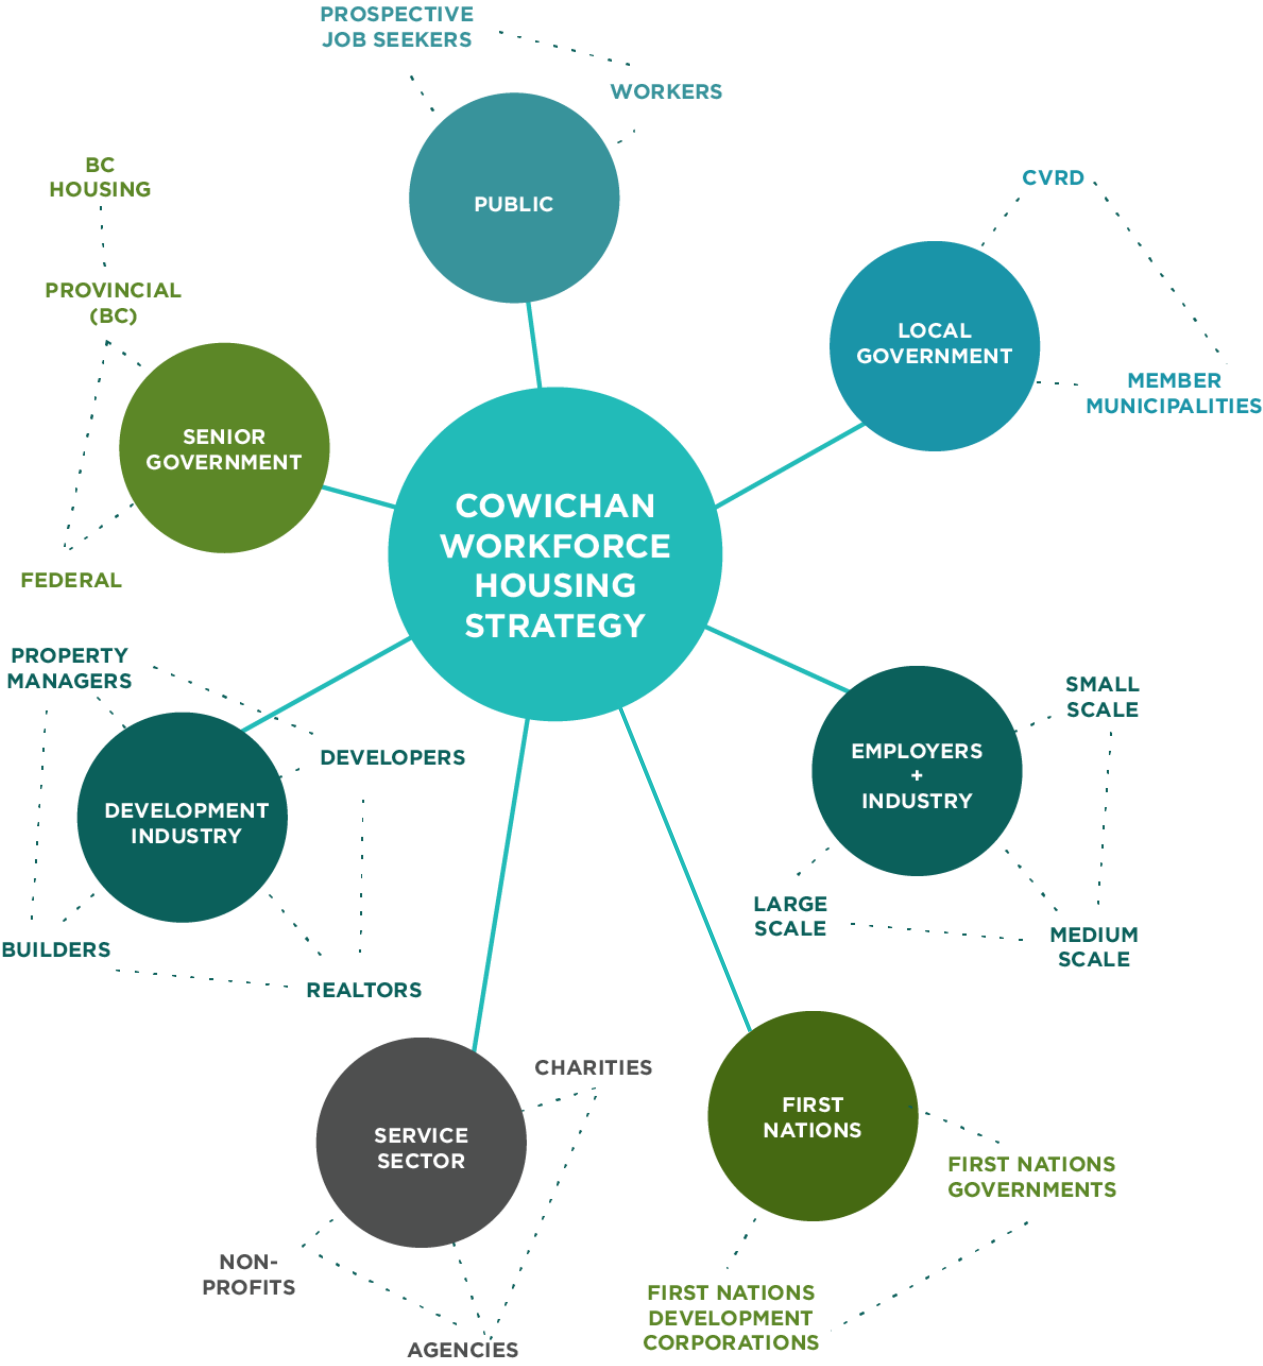 PROSPECTIVE
JOB SEEKERS
WORKERS
PUBLIC
BC
HOUSING
PROVINCIAL
(BC)
SENIOR
GOVERNMENT
FEDERAL
CVRD
LOCAL
GOVERNMENT
MEMBER
MUNICIPALITIES
COWICHAN
WORKFORCE
HOUSING
STRATEGY
PROPERTY
MANAGERS
DEVELOPERS
DEVELOPMENT
INDUSTRY
BUILDERS
REALTORS
SMALL
SCALE
EMPLOYERS
+
INDUSTRY
LARGE
SCALE
MEDIUM
SCALE
CHARITIES
SERVICE
SECTOR
NON-
PROFITS
AGENCIES
FIRST
NATIONS
FIRST NATIONS
GOVERNMENTS
FIRST NATIONS
DEVELOPMENT
CORPORATIONS